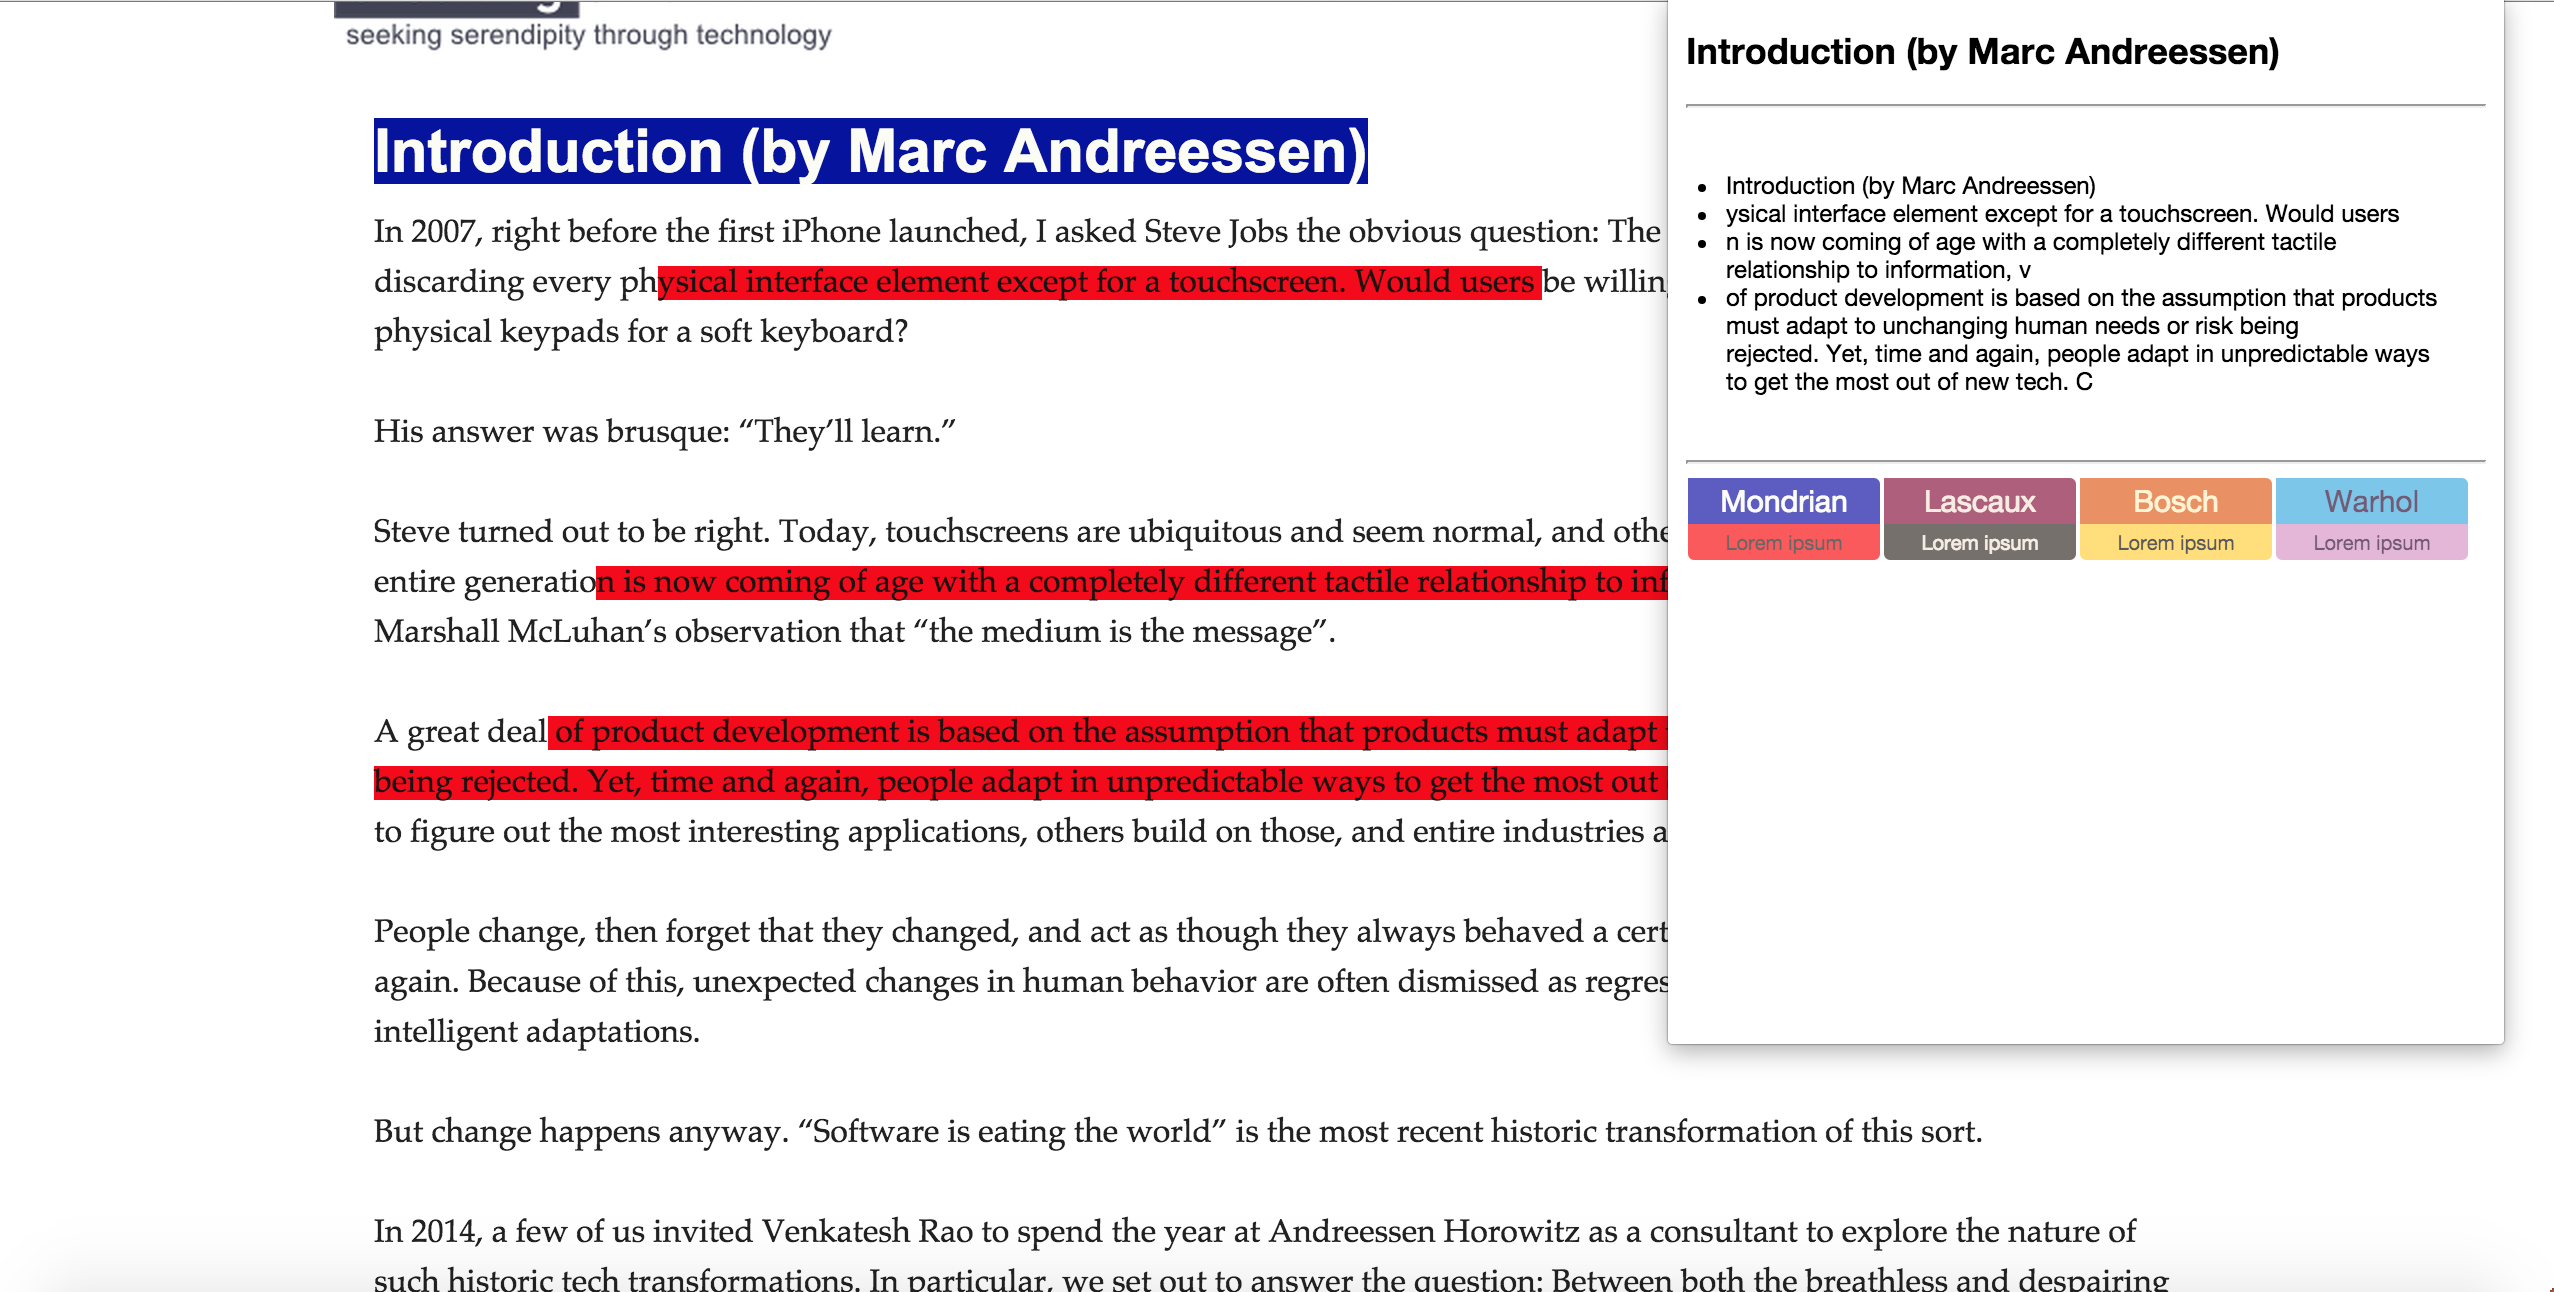 seeking serendipity through technology
Introduction (by Marc Andreessen)
In 2007, right before the first iPhone launched, I asked Steve Jobs the obvious question: The
discarding every physical interface element except for a touchscreen. Would users be willin
physical keypads for a soft keyboard?
His answer was brusque: “They’ll learn.”
Steve turned out to be right. Today, touchscreens are ubiquitous and seem normal, and othe
entire generation is now coming of age with a completely different tactile relationship to inf
Marshall McLuhan’s observation that “the medium is the message”.
A great deal of product development is based on the assumption that products must adapt
being rejected. Yet, time and again, people adapt in unpredictable ways to get the most out
to figure out the most interesting applications, others build on those, and entire industries a
People change, then forget that they changed, and act as though they always behaved a cert
again. Because of this, unexpected changes in human behavior are often dismissed as regres
intelligent adaptations.
But change happens anyway. “Software is eating the world” is the most recent historic transformation of this sort.
In 2014, a few of us invited Venkatesh Rao to spend the year at Andreessen Horowitz as a consultant to explore the nature of
such historic tech transformations. In particular, we set out to answer the question: Between both the breathless and despairing
Introduction (by Marc Andreessen)
• Introduction (by Marc Andreessen)
• ysical interface element except for a touchscreen. Would users
• n is now coming of age with a completely different tactile
relationship to information, v
• of product development is based on the assumption that products
must adapt to unchanging human needs or risk being
rejected. Yet, time and again, people adapt in unpredictable ways
to get the most out of new tech. C
Mondrian Lascaux Bosch Warhol
Lorem ipsum Lorem ipsum Lorem ipsum Lorem ipsum